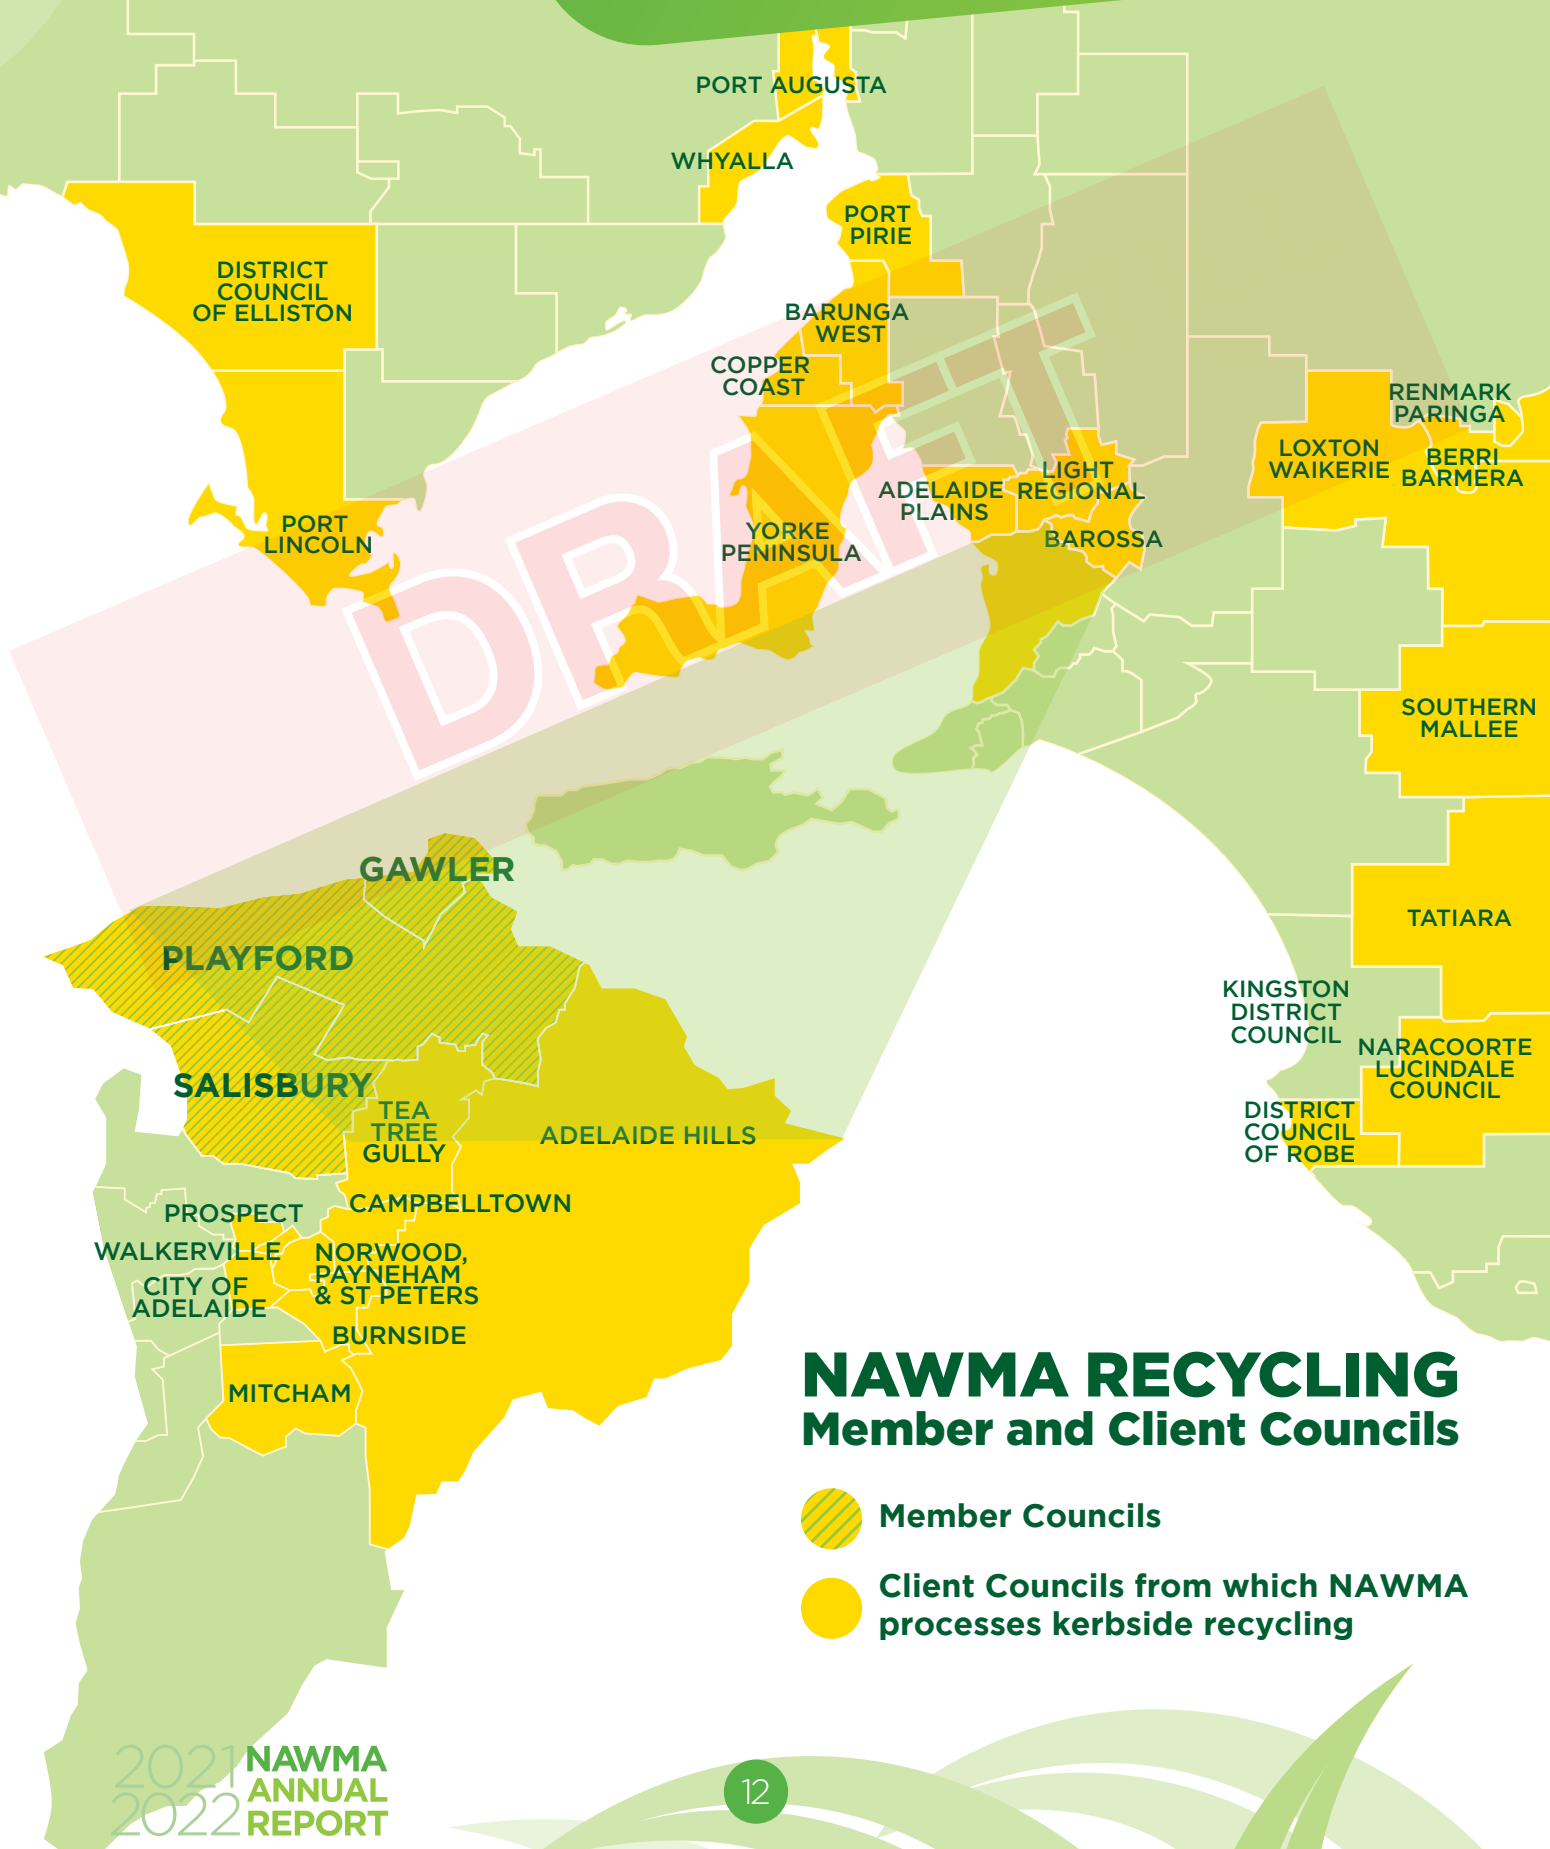 PORT AUGUSTA
WHYALLA
PORT
PIRIE
DISTRICT
COUNCIL
OF ELLISTON
BARUNGA
WEST
COPPER
COAST
RENMARK
PARINGA
LOXTON
WAIKERIE
BERRI
BARMERA
LIGHT
REGIONAL
ADELAIDE
PLAINS
PORT
LINCOLN
YORKE
PENINSULA
BAROSSA
DRAFT
SOUTHERN
MALLEE
GAWLER
TATIARA
PLAYFORD
KINGSTON
DISTRICT
COUNCIL
NARACOORTE
LUCINDALE
COUNCIL
SALISBURY
TEA
TREE
GULLY
ADELAIDE HILLS
DISTRICT
COUNCIL
OF ROBE
CAMPBELLTOWN
PROSPECT
WALKERVILLE
NORWOOD,
PAYNEHAM
& ST PETERS
CITY OF
ADELAIDE
BURNSIDE
MITCHAM
NAWMA RECYCLING
Member and Client Councils
Member Councils
Client Councils from which NAWMA
processes kerbside recycling
2021
2022
NAWMA
ANNUAL
REPORT
12